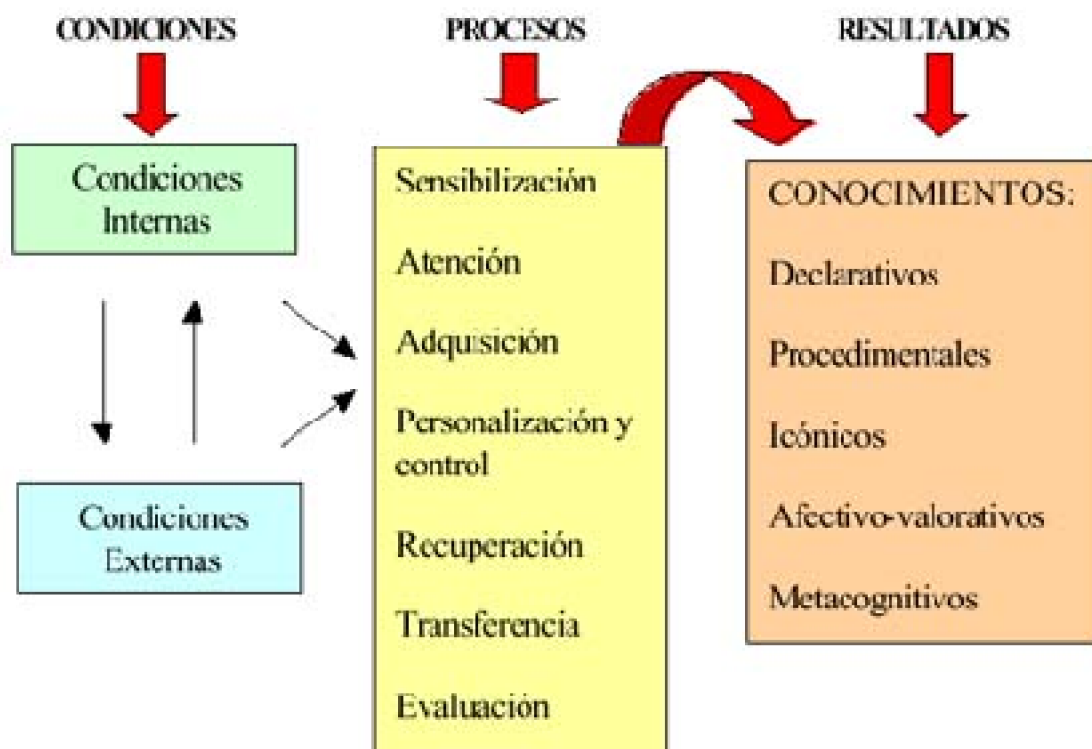 CONDICIONES
PROCESOS
RESULTADOS
Condiciones
Internas
Condiciones
Externas
Sensibilización
Atención
Adquisición
Personalización y
control
Recuperación
Transferencia
Evaluación
CONOCIMIENTOS:
Declarativos
Procedimentales
Icónicos
Afectivo-valorativos
Metacognitivos